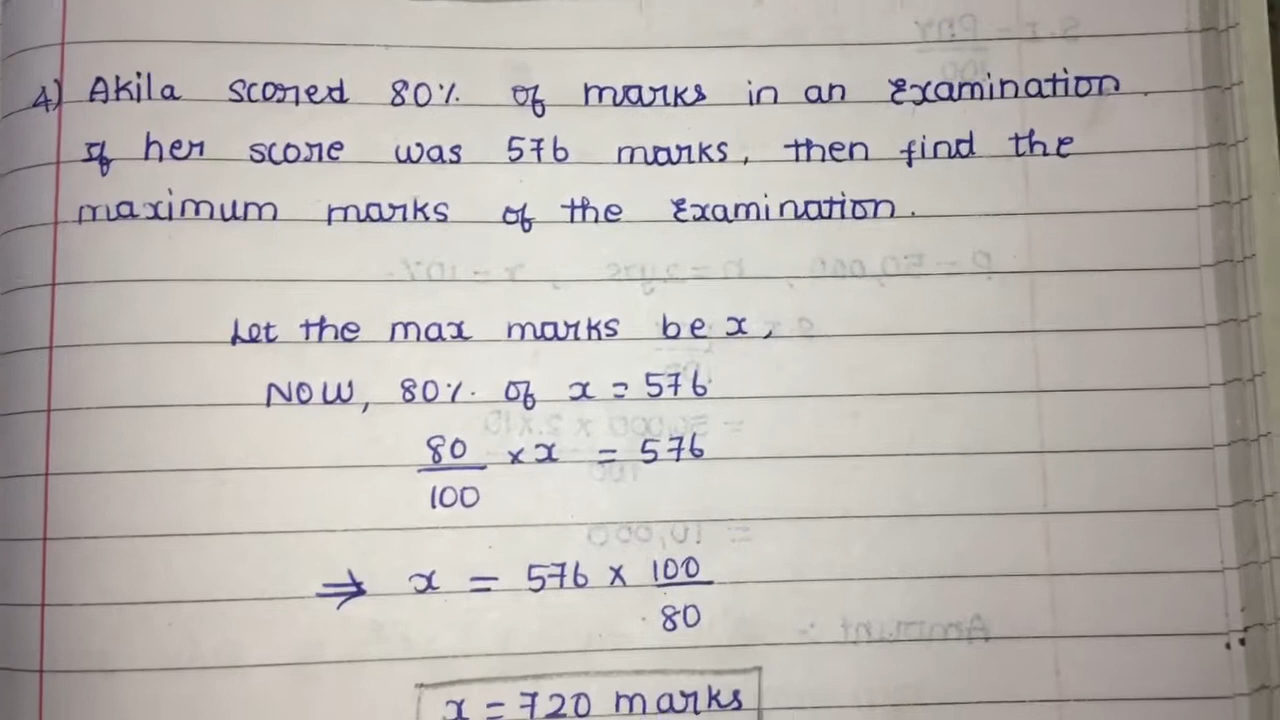 4) Akila scored 80% of marks in an Examination.
If her score was 576 marks, then find the
maximum marks of the Examination.
Let the max marks be x,
NOW, 80% of x = 576
80/100 × x = 576
⇒ x = 576 × 100/80
x = 720 marks